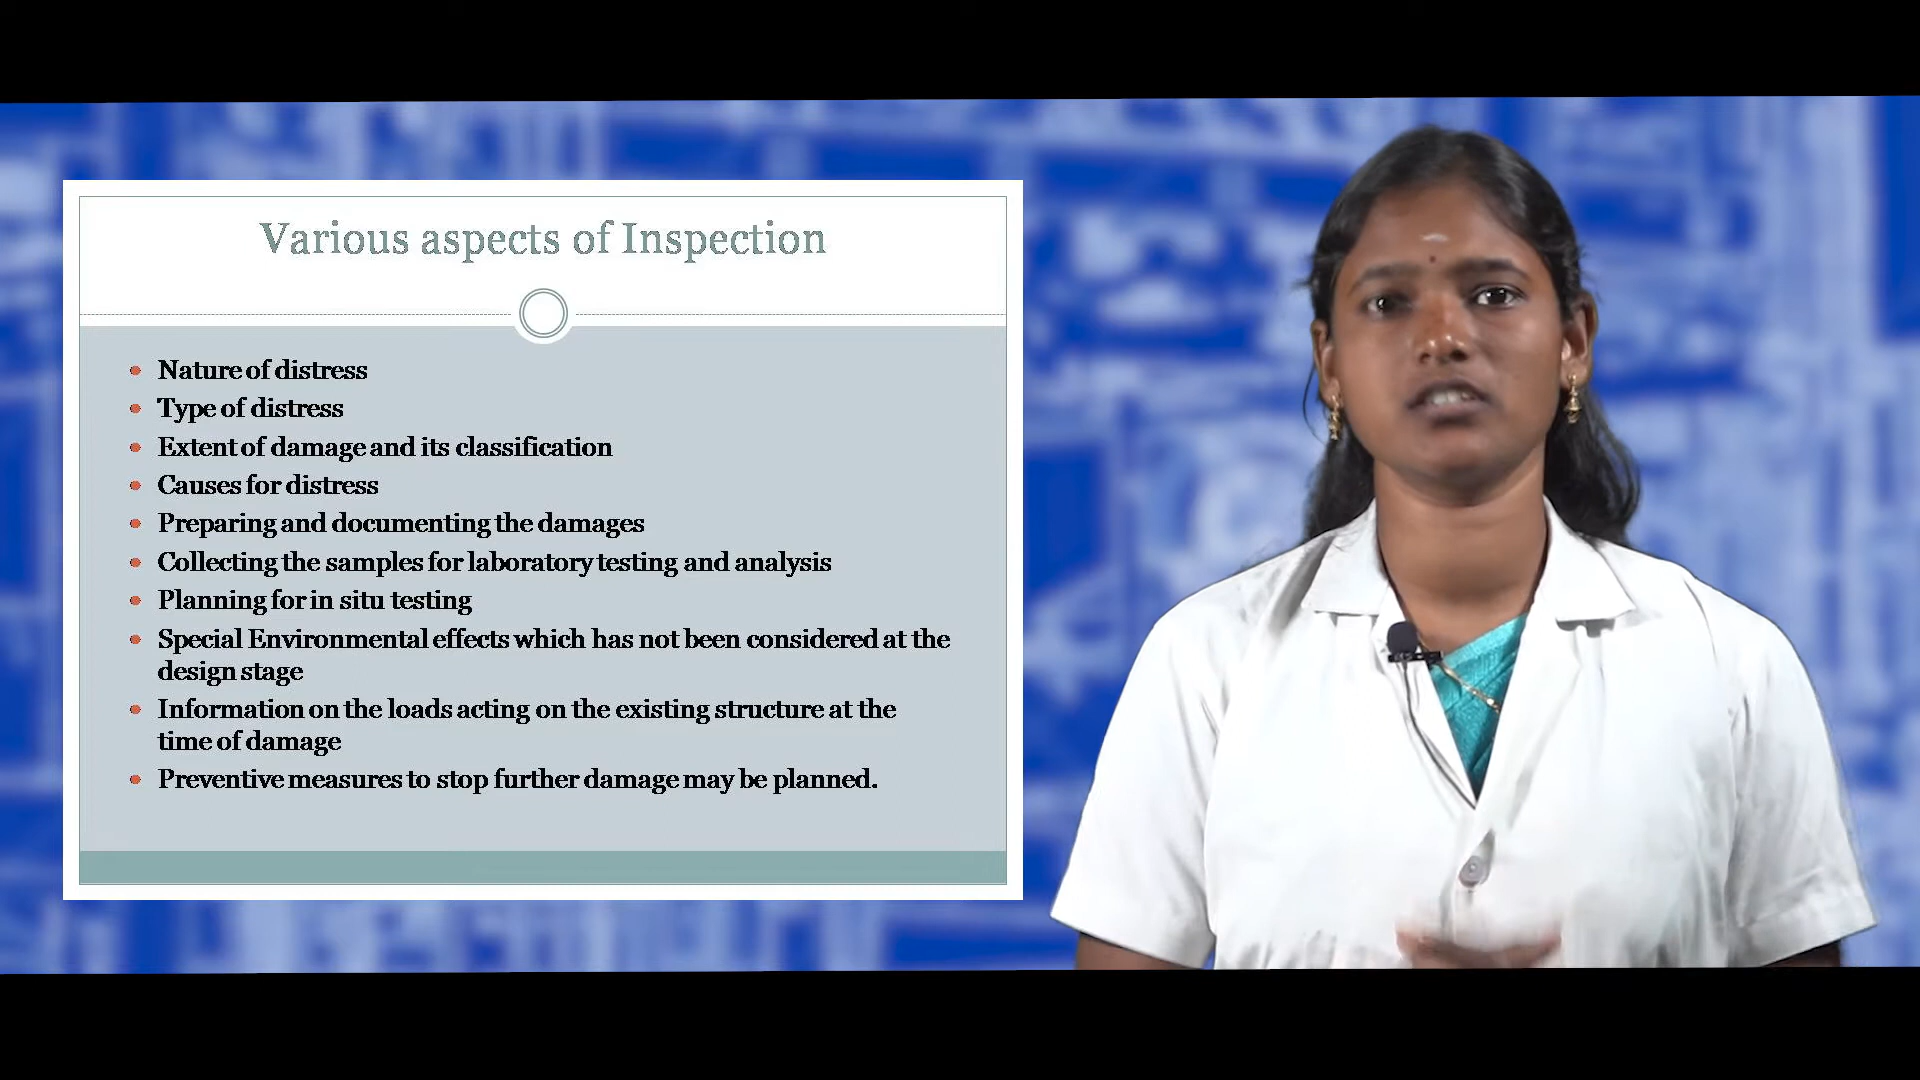 Various aspects of Inspection
Nature of distress
Type of distress
Extent of damage and its classification
Causes for distress
Preparing and documenting the damages
Collecting the samples for laboratory testing and analysis
Planning for in situ testing
Special Environmental effects which has not been considered at the
design stage
Information on the loads acting on the existing structure at the
time of damage
Preventive measures to stop further damage may be planned.